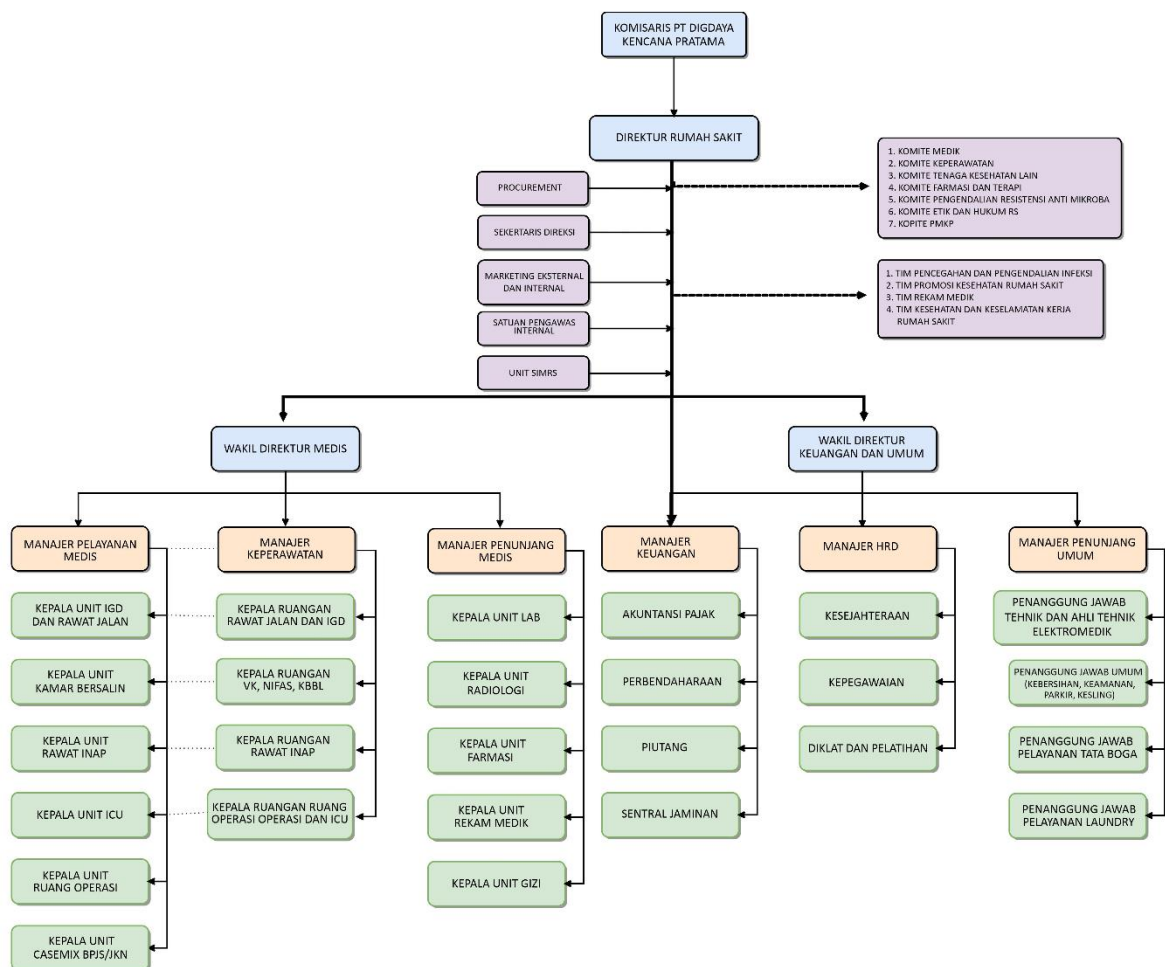 KOMISARIS PT DIGDAYA
KENCANA PRATAMA
DIREKTUR RUMAH SAKIT
1. KOMITE MEDIK
2. KOMITE KEPERAWATAN
3. KOMITE TENAGA KESEHATAN LAIN
4. KOMITE FARMASI DAN TERAPI
5. KOMITE PENGENDALIAN RESISTENSI ANTI MIKROBA
6. KOMITE ETIK DAN HUKUM RS
7. KOPITE PMKP
PROCUREMENT
SEKERTARIS DIREKSI
MARKETING EKSTERNAL
DAN INTERNAL
1. TIM PENCEGAHAN DAN PENGENDALIAN INFEKSI
2. TIM PROMOSI KESEHATAN RUMAH SAKIT
3. TIM REKAM MEDIK
4. TIM KESEHATAN DAN KESELAMATAN KERJA
RUMAH SAKIT
SATUAN PENGAWAS
INTERNAL
UNIT SIMRS
WAKIL DIREKTUR MEDIS
WAKIL DIREKTUR
KEUANGAN DAN UMUM
MANAJER PELAYANAN
MEDIS
KEPALA UNIT IGD
DAN RAWAT JALAN
KEPALA UNIT
KAMAR BERSALIN
KEPALA UNIT
RAWAT INAP
KEPALA UNIT ICU
KEPALA UNIT
RUANG OPERASI
KEPALA UNIT
CASEMIX BPJS/JKN
MANAJER
KEPERAWATAN
KEPALA RUANGAN
RAWAT JALAN DAN IGD
KEPALA RUANGAN
VK, NIFAS, KBBL
KEPALA RUANGAN
RAWAT INAP
KEPALA RUANGAN RUANG
OPERASI OPERASI DAN ICU
MANAJER PENUNJANG
MEDIS
KEPALA UNIT LAB
KEPALA UNIT
RADIOLOGI
KEPALA UNIT
FARMASI
KEPALA UNIT
REKAM MEDIK
KEPALA UNIT GIZI
MANAJER
KEUANGAN
AKUNTANSI PAJAK
PERBENDAHARAAN
PIUTANG
SENTRAL JAMINAN
MANAJER HRD
KESEJAHTERAAN
KEPEGAWAIAN
DIKLAT DAN PELATIHAN
MANAJER PENUNJANG
UMUM
PENANGGUNG JAWAB
TEHNIK DAN AHLI TEHNIK
ELEKTROMEDIK
PENANGGUNG JAWAB UMUM
(KEBERSIHAN, KEAMANAN,
PARKIR, KESLING)
PENANGGUNG JAWAB
PELAYANAN TATA BOGA
PENANGGUNG JAWAB
PELAYANAN LAUNDRY